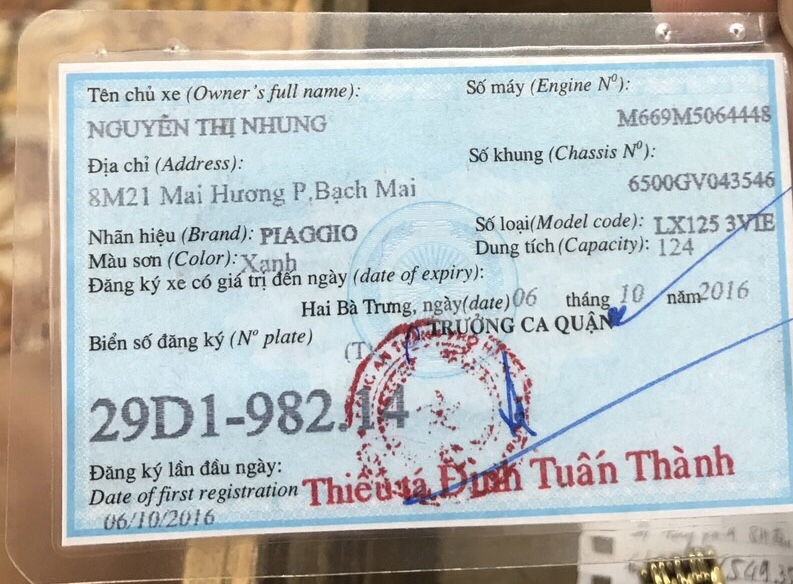 Tên chủ xe (Owner's full name):
NGUYỄN THỊ NHUNG
Số máy (Engine Nº):
M669M5064448
Địa chỉ (Address):
8M21 Mai Hương P,Bạch Mai
Số khung (Chassis Nº):
6500GV043546
Nhãn hiệu (Brand): PIAGGIO
Số loại(Model code): LX125 3VIE
Màu sơn (Color): Xanh
Dung tích (Capacity): 124
Đăng ký xe có giá trị đến ngày (date of expiry):
Hai Bà Trưng, ngày(date) 06 tháng 10 năm 2016
Biển số đăng ký (Nº plate)
TRƯỞNG CA QUẬN
(T)
29D1-982.14
Đăng ký lần đầu ngày:
Date of first registration
06/10/2016
Thiếu tá Đinh Tuấn Thành